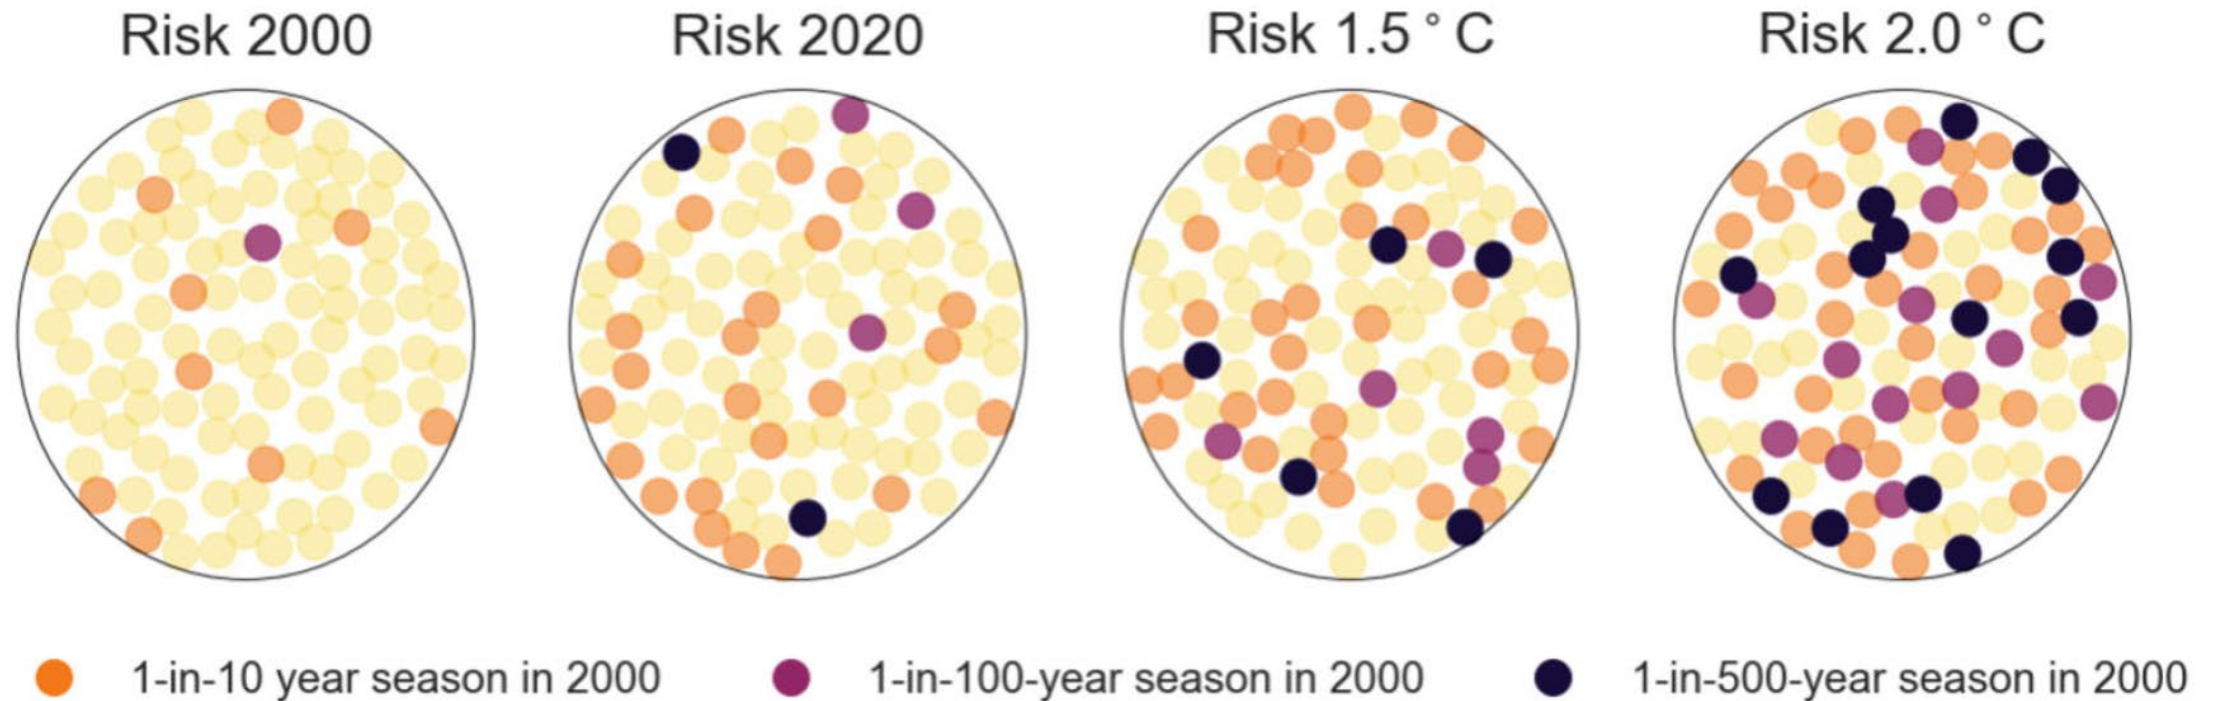 Risk 2000
Risk 2020
Risk 1.5 °C
Risk 2.0 °C
1-in-10 year season in 2000
1-in-100-year season in 2000
1-in-500-year season in 2000